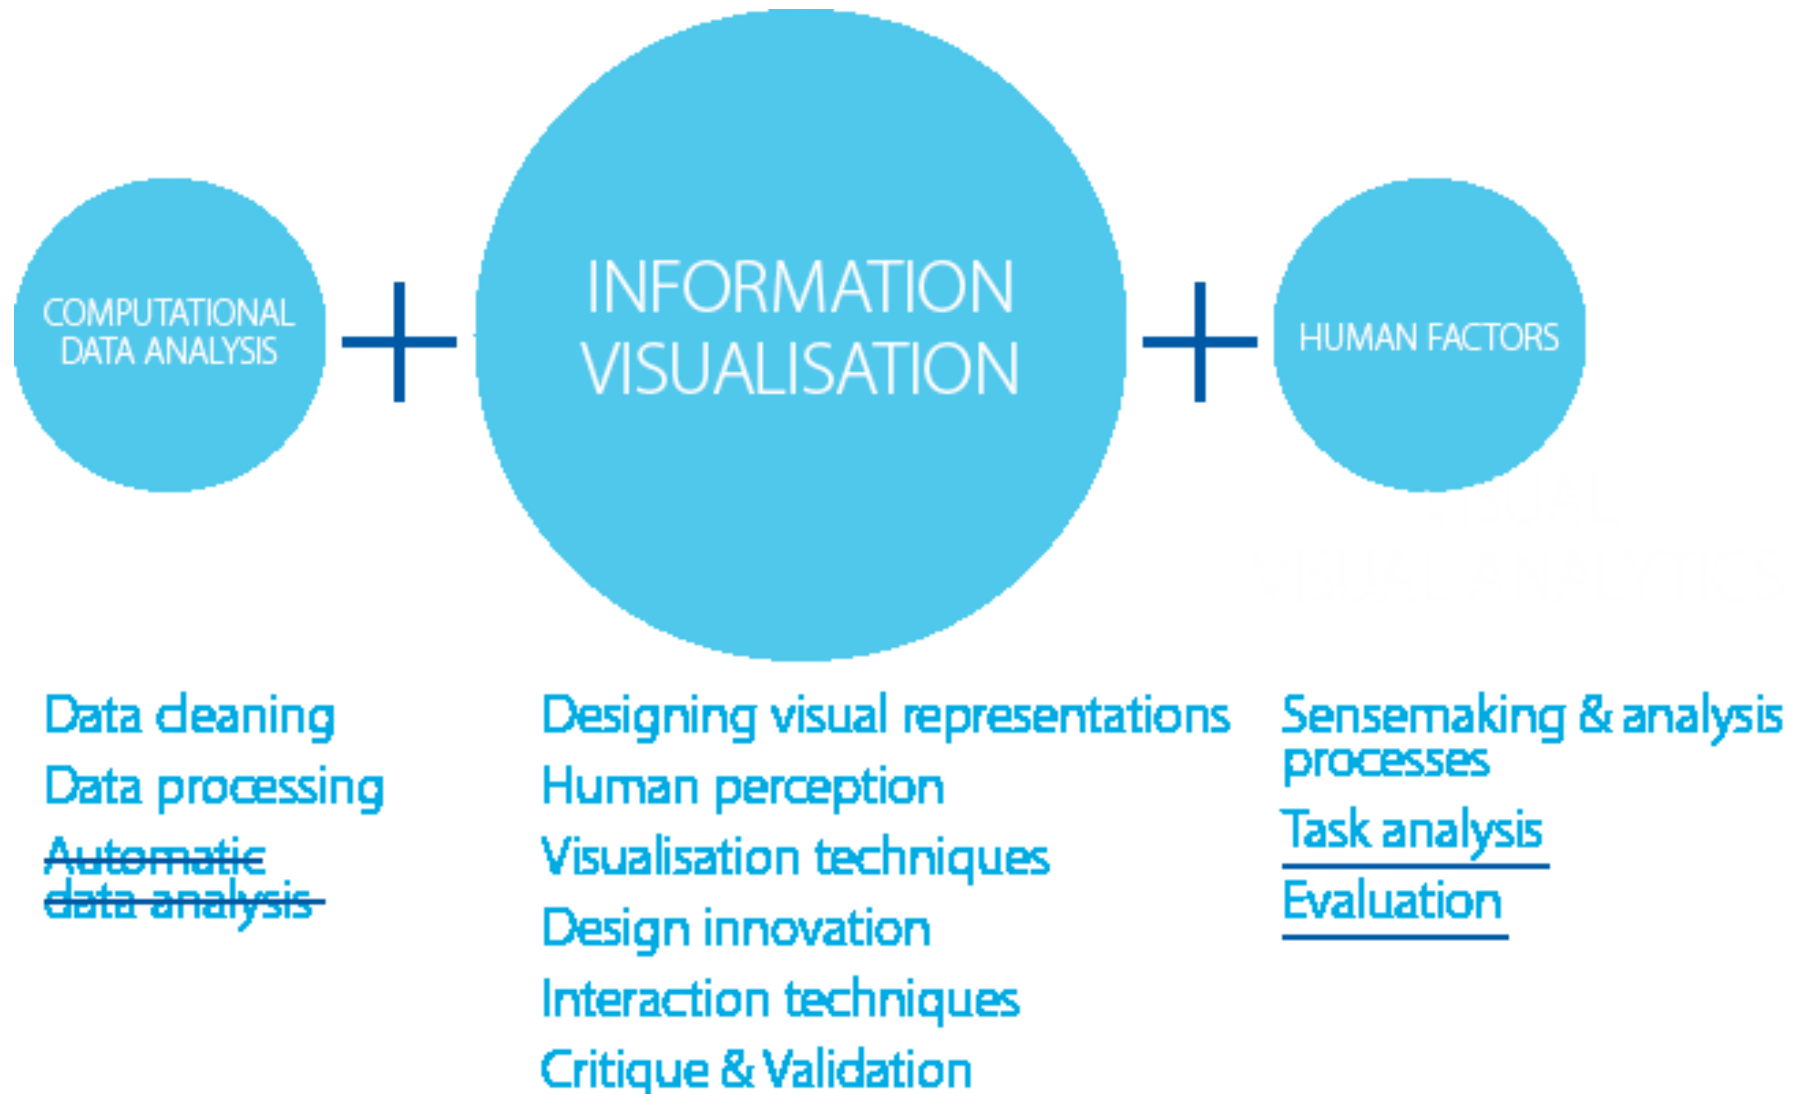 COMPUTATIONAL
DATA ANALYSIS
INFORMATION
VISUALISATION
HUMAN FACTORS
Data cleaning
Data processing
Automatic
data analysis
Designing visual representations
Human perception
Visualisation techniques
Design innovation
Interaction techniques
Critique & Validation
Sensemaking & analysis
processes
Task analysis
Evaluation